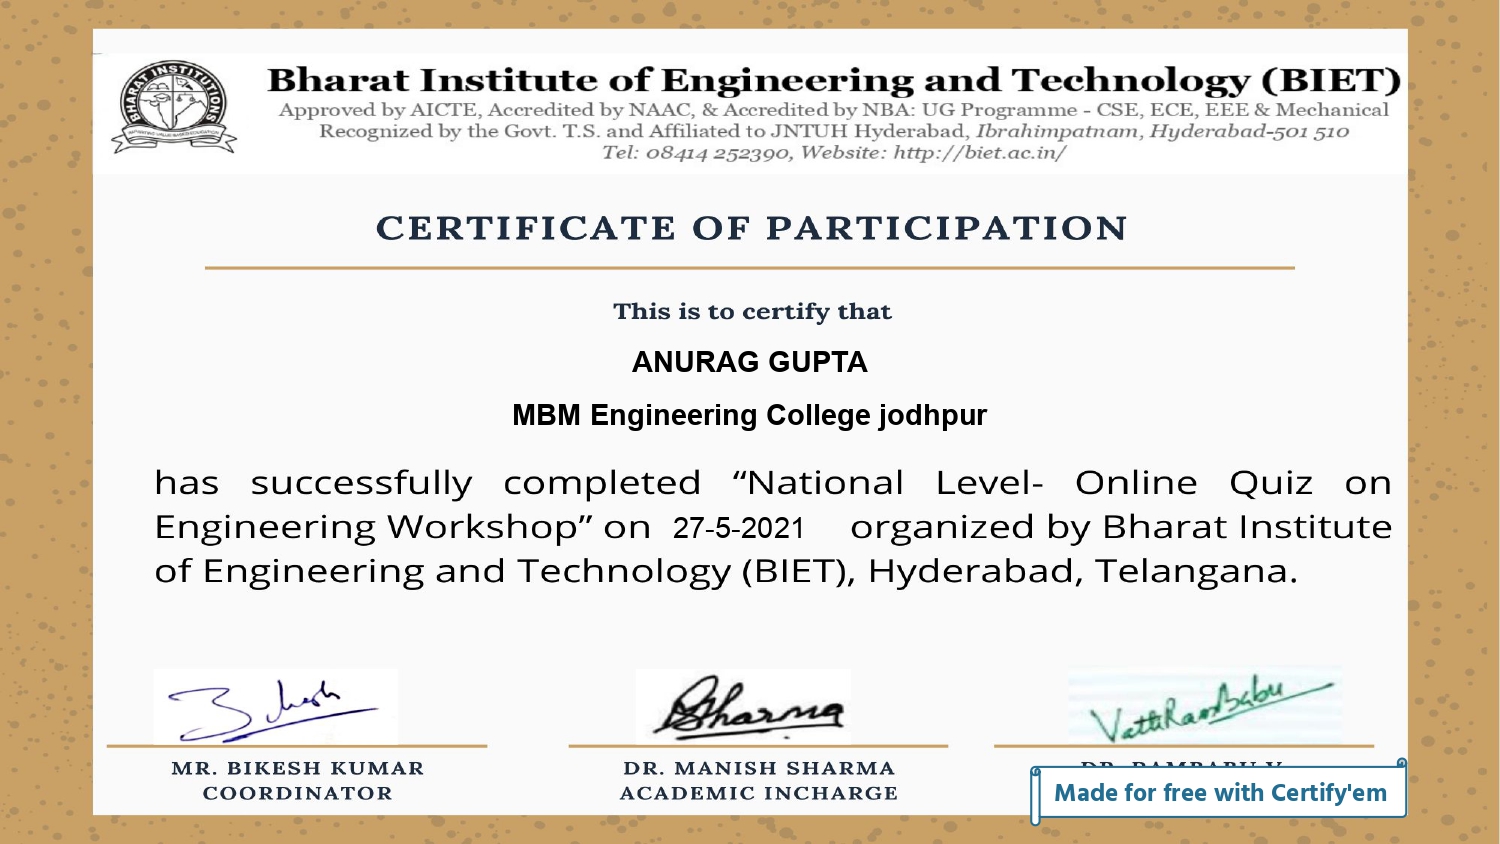 BHARAT INSTITUTIONS
Bharat Institute of Engineering and Technology (BIET)
Approved by AICTE, Accredited by NAAC, & Accredited by NBA: UG Programme - CSE, ECE, EEE & Mechanical
Recognized by the Govt. T.S. and Affiliated to JNTUH Hyderabad, Ibrahimpatnam, Hyderabad-501 510
Tel: 08414 252390, Website: http://biet.ac.in/
CERTIFICATE OF PARTICIPATION
This is to certify that
ANURAG GUPTA
MBM Engineering College jodhpur
has successfully completed “National Level- Online Quiz on
Engineering Workshop” on 27-5-2021 organized by Bharat Institute
of Engineering and Technology (BIET), Hyderabad, Telangana.
Bikesh
Sharma
VattiRamBabu
MR. BIKESH KUMAR
COORDINATOR
DR. MANISH SHARMA
ACADEMIC INCHARGE
DR. RAMBABU V
Made for free with Certify'em